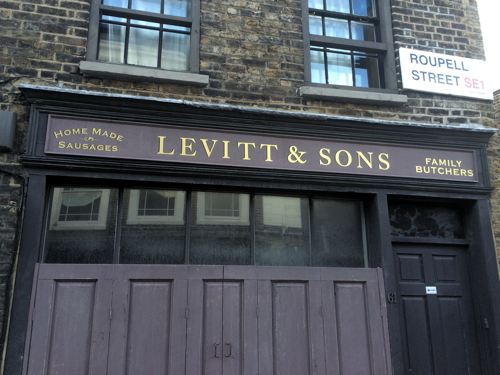 ROUPELL
STREET SE1
HOME MADE
SAUSAGES
LEVITT & SONS
FAMILY
BUTCHERS